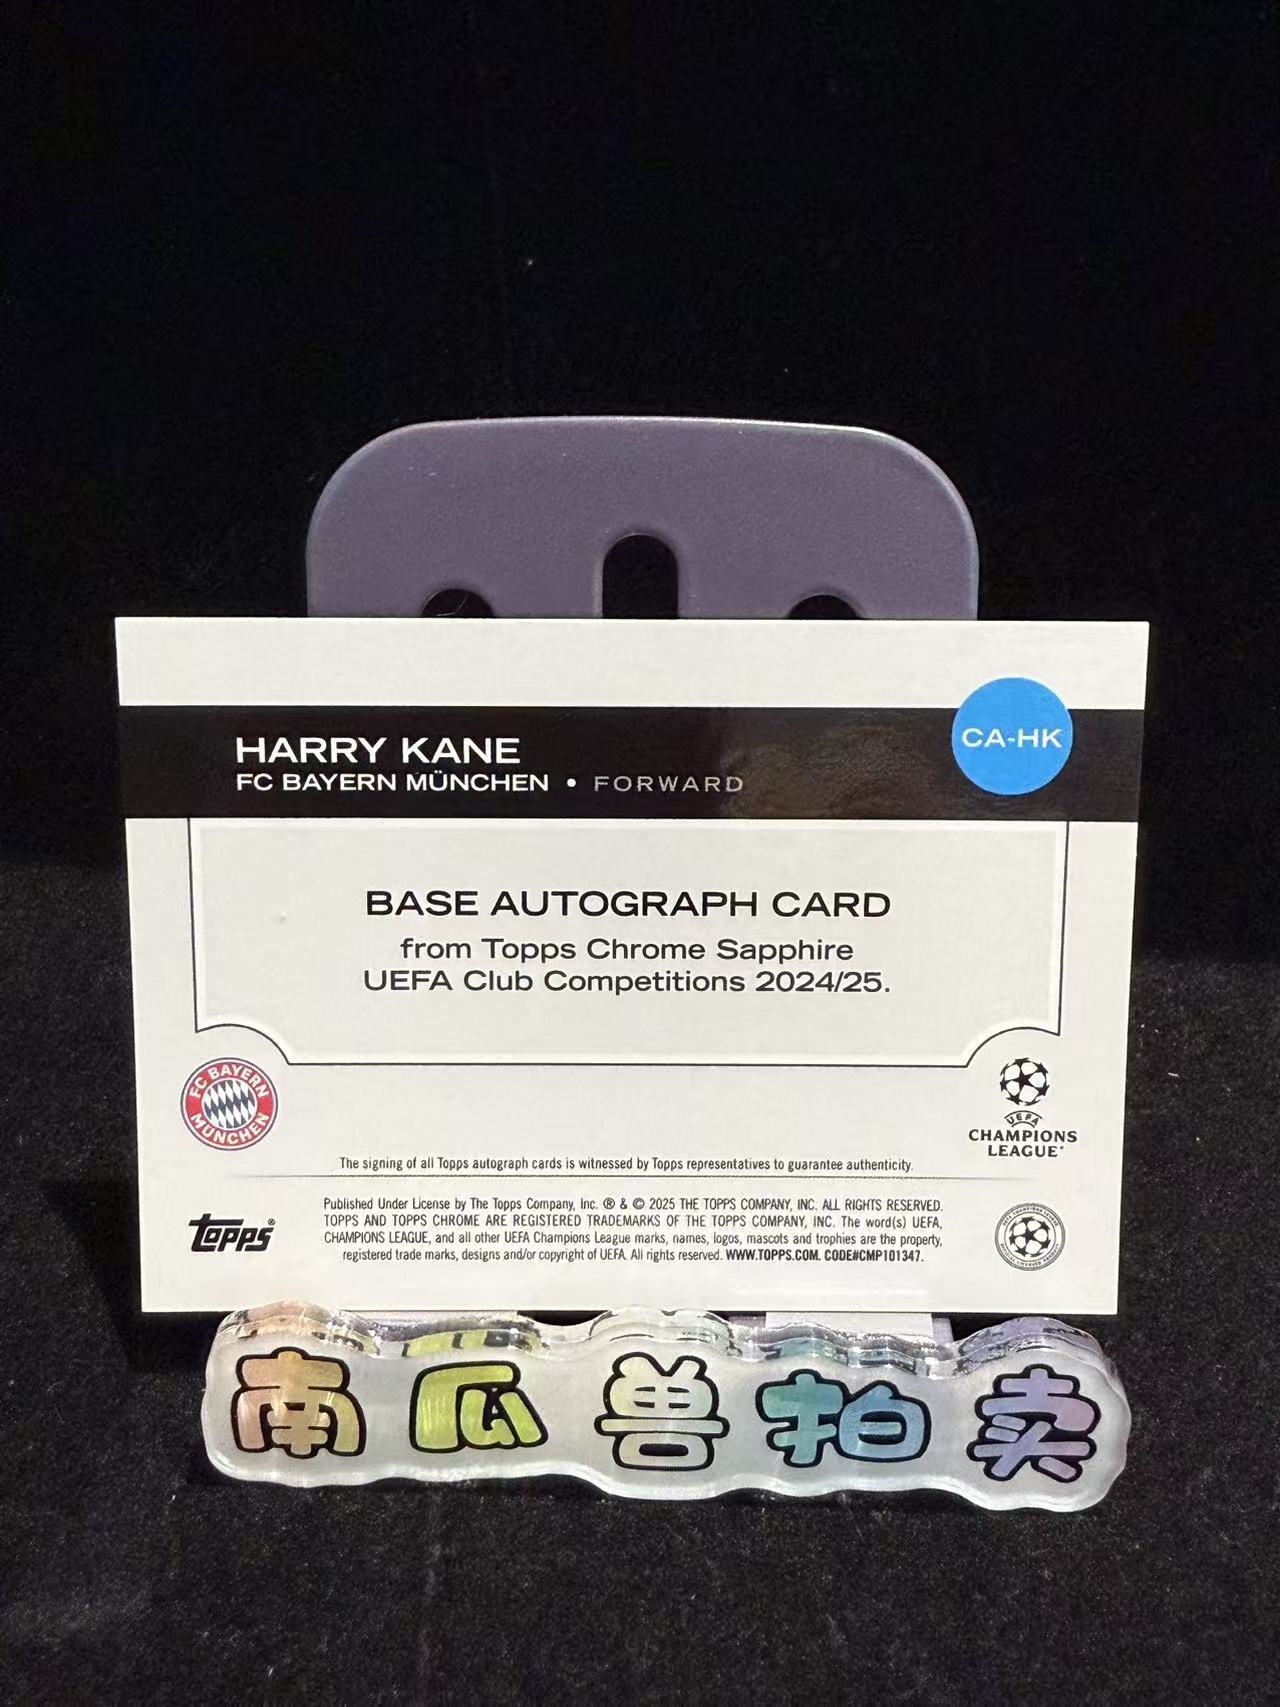 HARRY KANE
FC BAYERN MÜNCHEN • FORWARD
CA-HK
BASE AUTOGRAPH CARD
from Topps Chrome Sapphire
UEFA Club Competitions 2024/25.
FC BAYERN
MÜNCHEN
UEFA
CHAMPIONS
LEAGUE
The signing of all Topps autograph cards is witnessed by Topps representatives to guarantee authenticity.
topps®
Published Under License by The Topps Company, Inc. ® & © 2025 THE TOPPS COMPANY, INC. ALL RIGHTS RESERVED.
TOPPS AND TOPPS CHROME ARE REGISTERED TRADEMARKS OF THE TOPPS COMPANY, INC. The word(s) UEFA,
CHAMPIONS LEAGUE, and all other UEFA Champions League marks, names, logos, mascots and trophies are the property,
registered trade marks, designs and/or copyright of UEFA. All rights reserved. WWW.TOPPS.COM. CODE#CMP101347.
南瓜兽拍卖